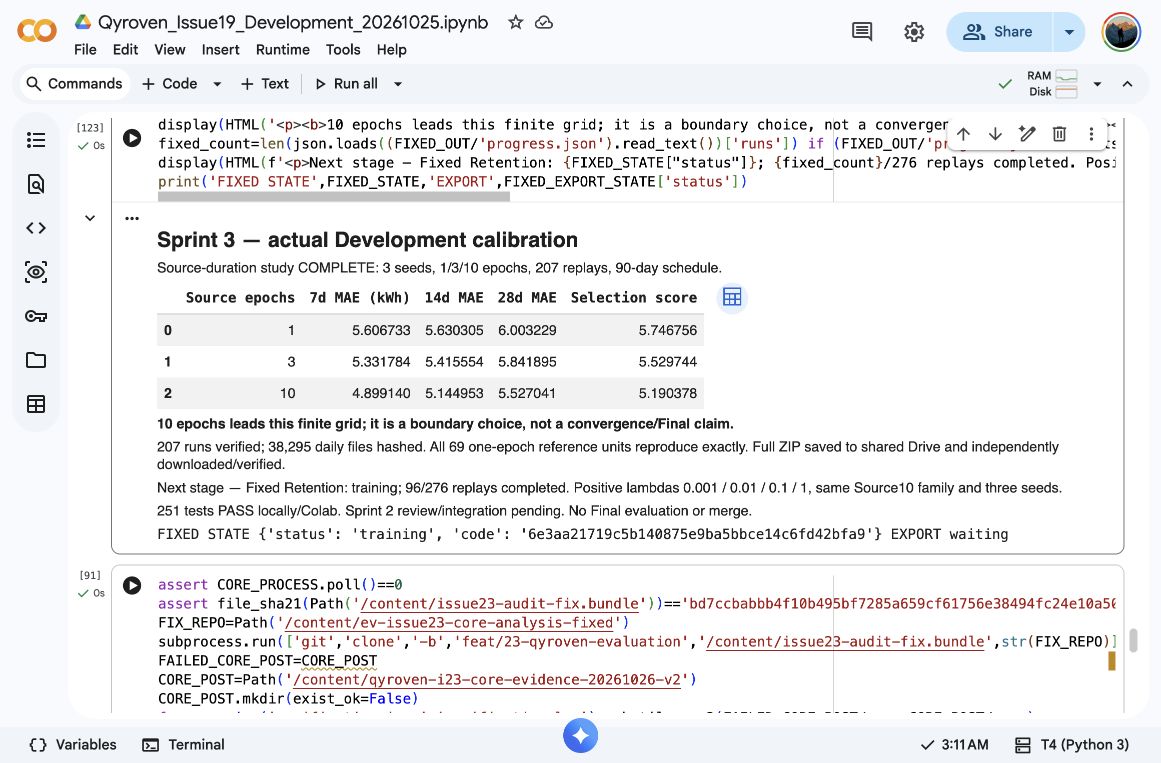 Qyroven_Issue19_Development_20261025.ipynb
File Edit View Insert Runtime Tools Help
Share
Commands + Code + Text Run all
RAM
Disk
[123]
0s
display(HTML('<p><b>10 epochs leads this finite grid; it is a boundary choice, not a converger
fixed_count=len(json.loads((FIXED_OUT/'progress.json').read_text())['runs']) if (FIXED_OUT/'pr
display(HTML(f'<p>Next stage — Fixed Retention: {FIXED_STATE["status"]}; {fixed_count}/276 replays completed. Posi
print('FIXED STATE',FIXED_STATE,'EXPORT',FIXED_EXPORT_STATE['status'])
Sprint 3 — actual Development calibration
Source-duration study COMPLETE: 3 seeds, 1/3/10 epochs, 207 replays, 90-day schedule.
Source epochs 7d MAE (kWh) 14d MAE 28d MAE Selection score
0 1 5.606733 5.630305 6.003229 5.746756
1 3 5.331784 5.415554 5.841895 5.529744
2 10 4.899140 5.144953 5.527041 5.190378
10 epochs leads this finite grid; it is a boundary choice, not a convergence/Final claim.
207 runs verified; 38,295 daily files hashed. All 69 one-epoch reference units reproduce exactly. Full ZIP saved to shared Drive and independently
downloaded/verified.
Next stage — Fixed Retention: training; 96/276 replays completed. Positive lambdas 0.001 / 0.01 / 0.1 / 1, same Source10 family and three seeds.
251 tests PASS locally/Colab. Sprint 2 review/integration pending. No Final evaluation or merge.
FIXED STATE {'status': 'training', 'code': '6e3aa21719c5b140875e9ba5bbce14c6fd42bfa9'} EXPORT waiting
[91]
0s
assert CORE_PROCESS.poll()==0
assert file_sha21(Path('/content/issue23-audit-fix.bundle'))=='bd7ccbabbb4f10b495bf7285a659cf61756e38494fc24e10a50
FIX_REPO=Path('/content/ev-issue23-core-analysis-fixed')
subprocess.run(['git','clone','-b','feat/23-qyroven-evaluation','/content/issue23-audit-fix.bundle',str(FIX_REPO)]
FAILED_CORE_POST=CORE_POST
CORE_POST=Path('/content/qyroven-i23-core-evidence-20261026-v2')
CORE_POST.mkdir(exist_ok=False)
Variables Terminal 3:11 AM T4 (Python 3)